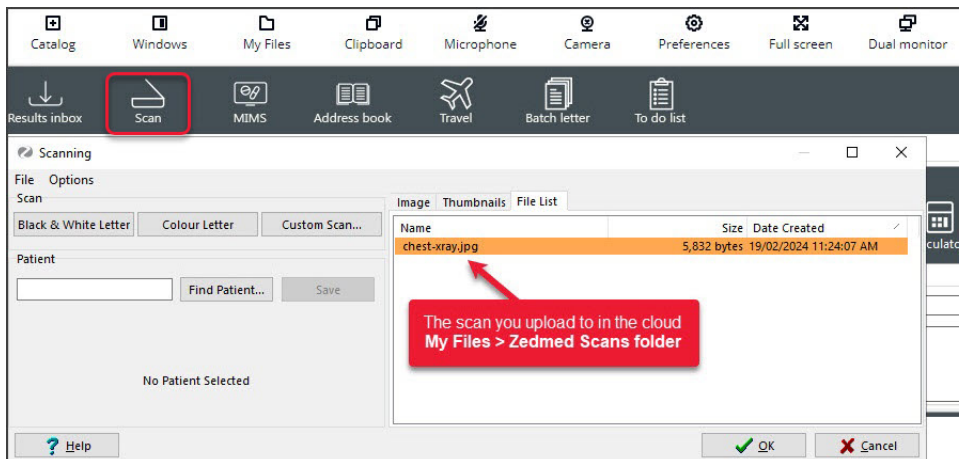 Catalog Windows My Files Clipboard Microphone Camera Preferences Full screen Dual monitor
Results inbox Scan MIMS Address book Travel Batch letter To do list
Scanning
File Options
Scan
Black & White Letter Colour Letter Custom Scan...
Patient
Find Patient... Save
No Patient Selected
Image Thumbnails File List
Name Size Date Created
chest-xray.jpg 5,832 bytes 19/02/2024 11:24:07 AM
The scan you upload to in the cloud
My Files > Zedmed Scans folder
Help OK Cancel